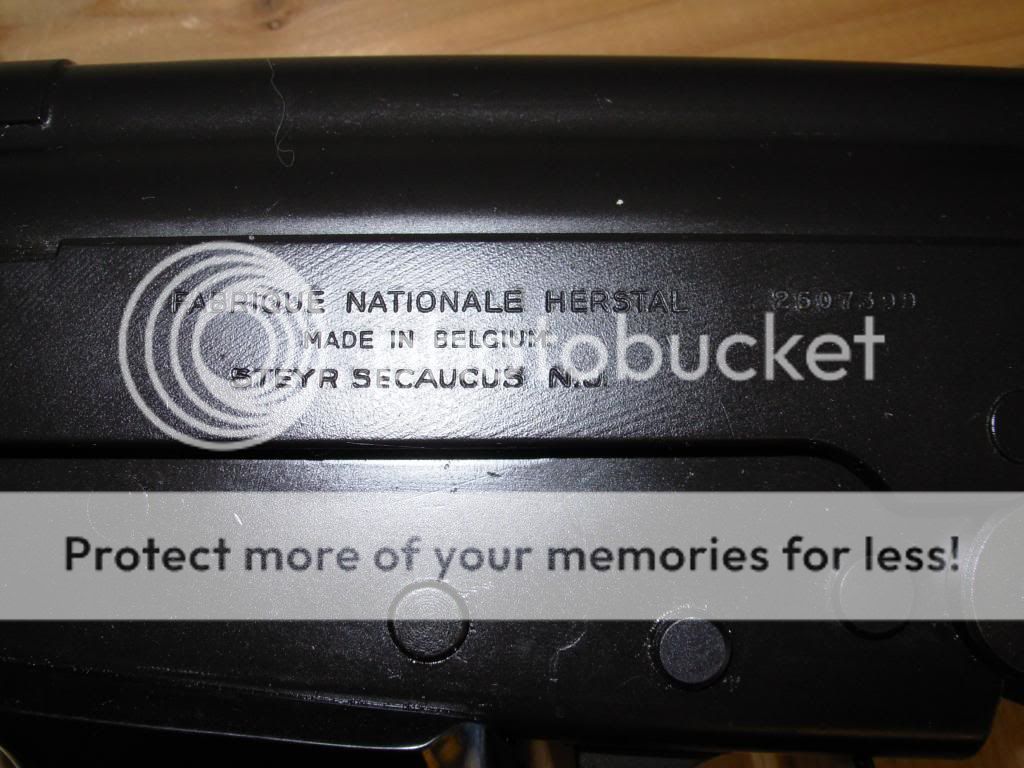 FABRIQUE NATIONALE HERSTAL
MADE IN BELGIUM
STEYR SECAUCUS N.J.
photobucket
Protect more of your memories for less!